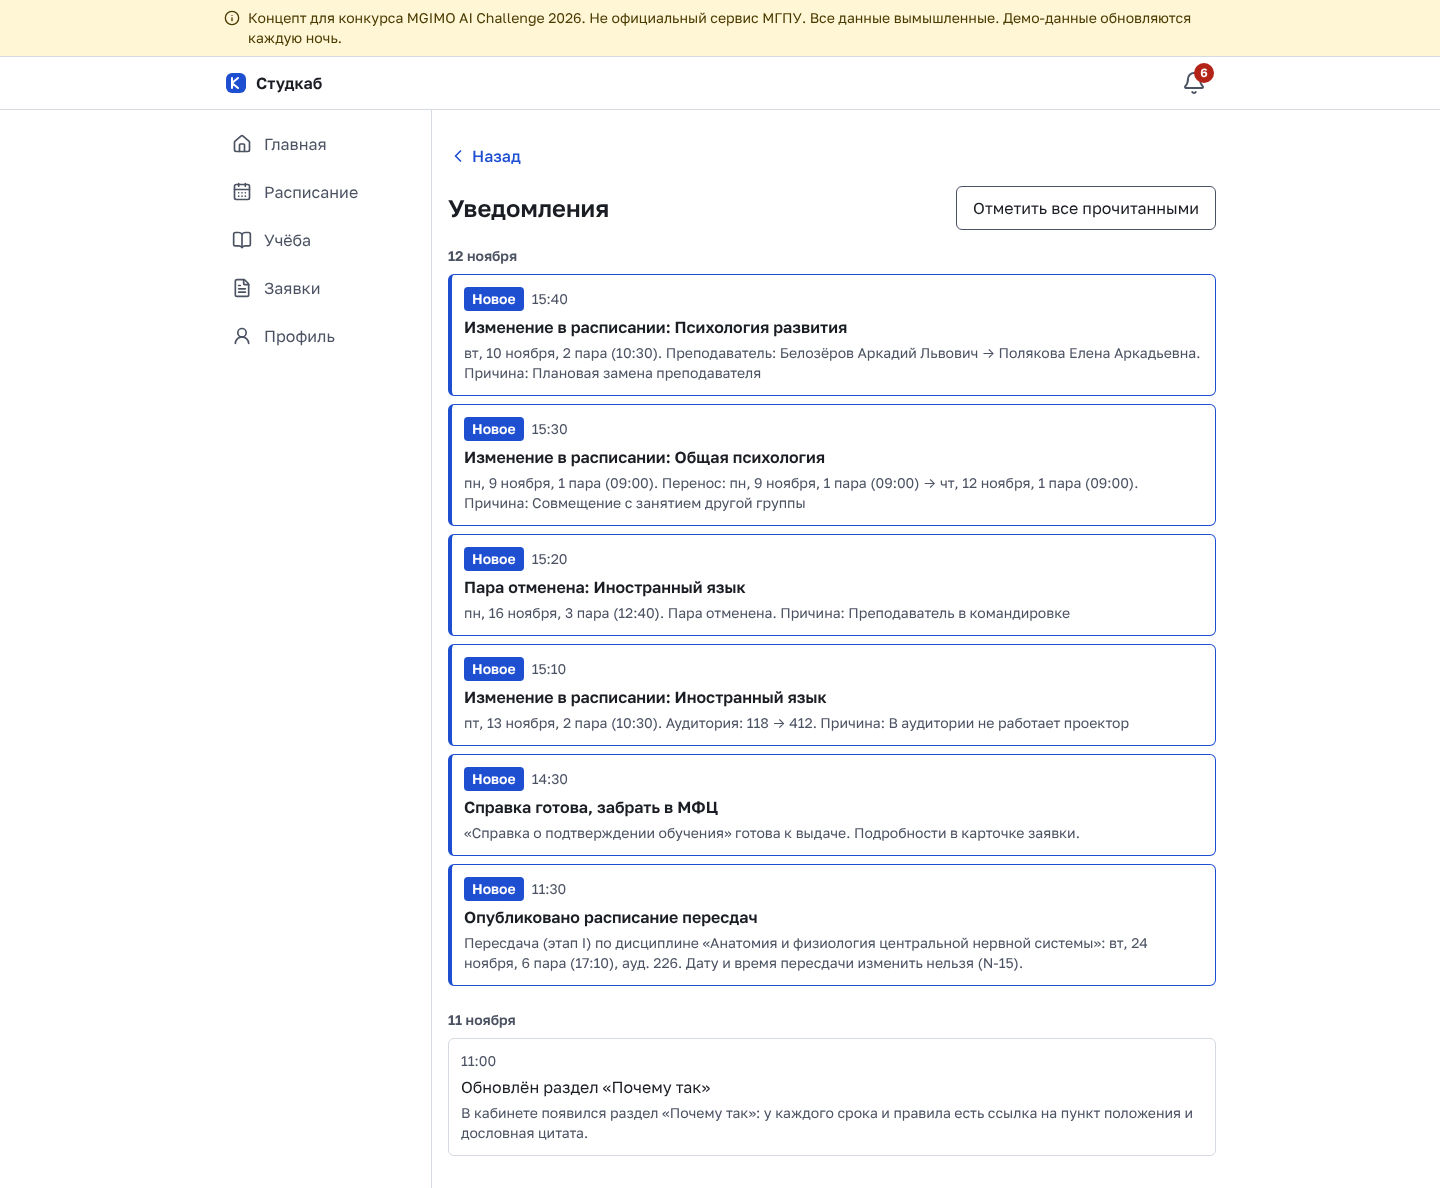 Концепт для конкурса MGIMO AI Challenge 2026. Не официальный сервис МГПУ. Все данные вымышленные. Демо-данные обновляются
каждую ночь.
Студкаб
6
Главная
Расписание
Учёба
Заявки
Профиль
Назад
Уведомления
Отметить все прочитанными
12 ноября
Новое 15:40
Изменение в расписании: Психология развития
вт, 10 ноября, 2 пара (10:30). Преподаватель: Белозёров Аркадий Львович → Полякова Елена Аркадьевна.
Причина: Плановая замена преподавателя
Новое 15:30
Изменение в расписании: Общая психология
пн, 9 ноября, 1 пара (09:00). Перенос: пн, 9 ноября, 1 пара (09:00) → чт, 12 ноября, 1 пара (09:00).
Причина: Совмещение с занятием другой группы
Новое 15:20
Пара отменена: Иностранный язык
пн, 16 ноября, 3 пара (12:40). Пара отменена. Причина: Преподаватель в командировке
Новое 15:10
Изменение в расписании: Иностранный язык
пт, 13 ноября, 2 пара (10:30). Аудитория: 118 → 412. Причина: В аудитории не работает проектор
Новое 14:30
Справка готова, забрать в МФЦ
«Справка о подтверждении обучения» готова к выдаче. Подробности в карточке заявки.
Новое 11:30
Опубликовано расписание пересдач
Пересдача (этап I) по дисциплине «Анатомия и физиология центральной нервной системы»: вт, 24
ноября, 6 пара (17:10), ауд. 226. Дату и время пересдачи изменить нельзя (N-15).
11 ноября
11:00
Обновлён раздел «Почему так»
В кабинете появился раздел «Почему так»: у каждого срока и правила есть ссылка на пункт положения и
дословная цитата.